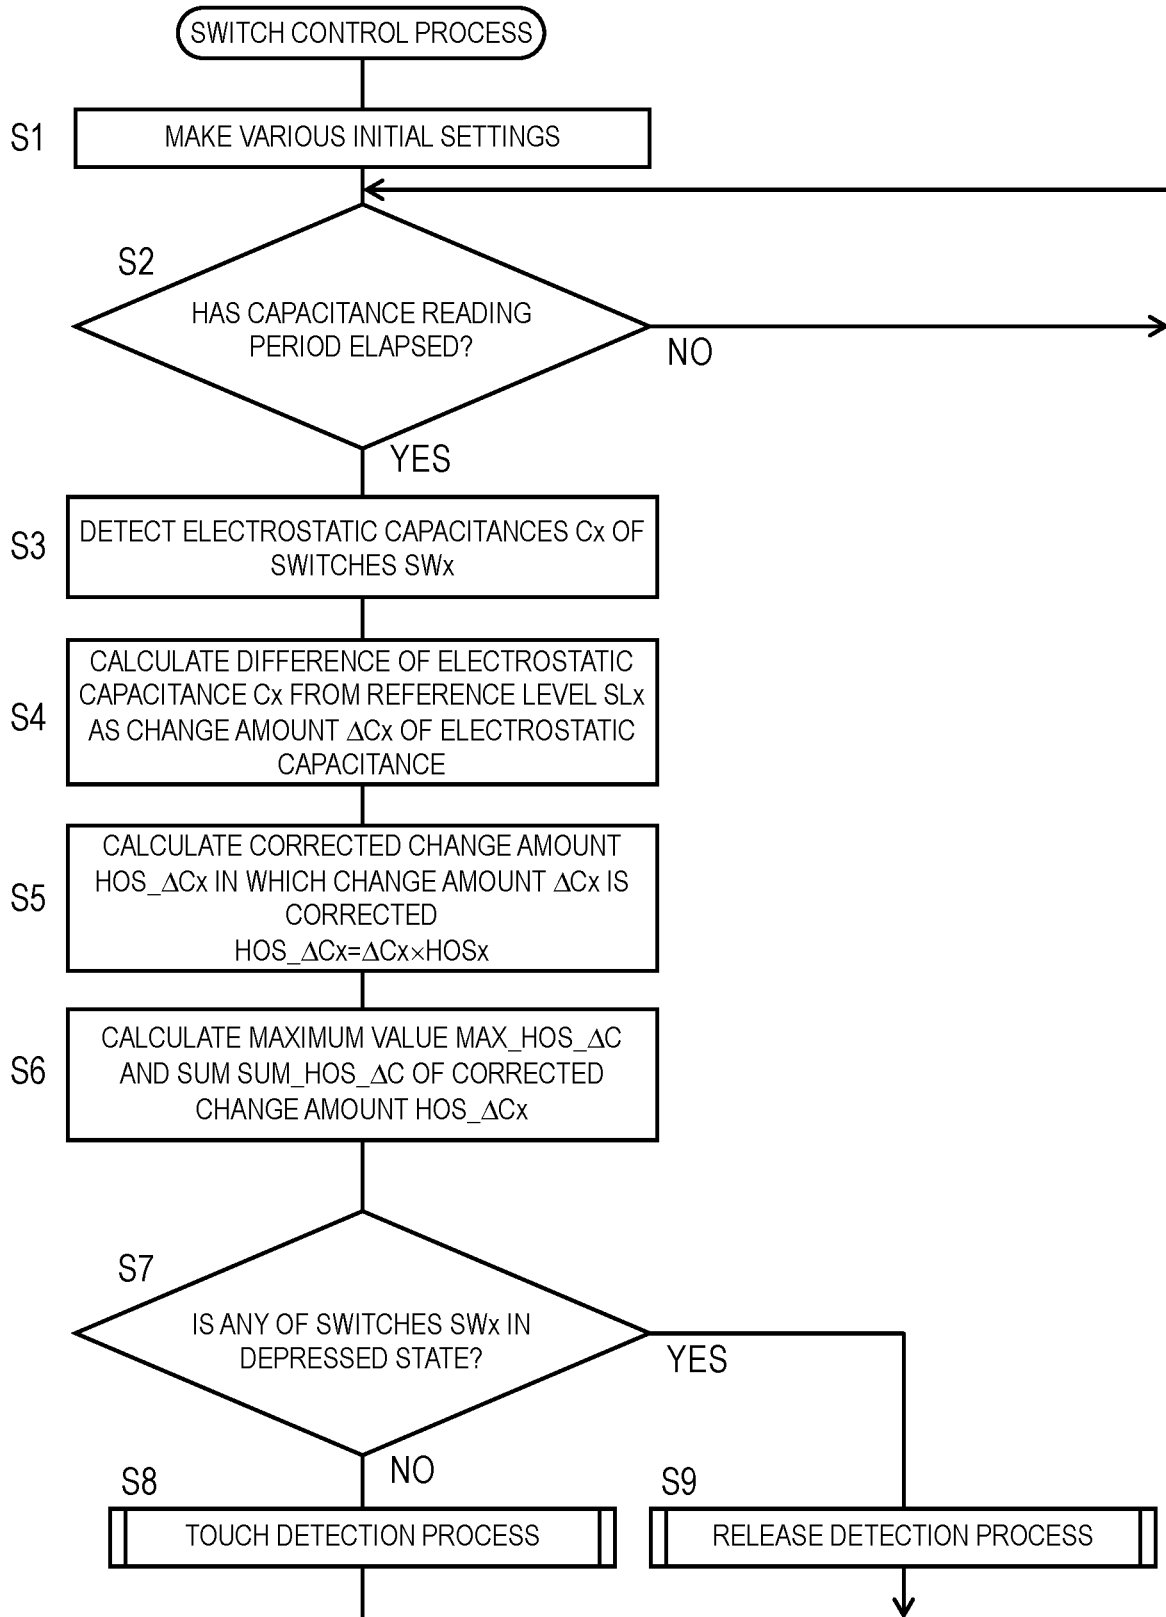 SWITCH CONTROL PROCESS
S1
MAKE VARIOUS INITIAL SETTINGS
S2
HAS CAPACITANCE READING
PERIOD ELAPSED?
NO
YES
S3
DETECT ELECTROSTATIC CAPACITANCES Cx OF
SWITCHES SWx
S4
CALCULATE DIFFERENCE OF ELECTROSTATIC
CAPACITANCE Cx FROM REFERENCE LEVEL SLx
AS CHANGE AMOUNT ΔCx OF ELECTROSTATIC
CAPACITANCE
S5
CALCULATE CORRECTED CHANGE AMOUNT
HOS_ΔCx IN WHICH CHANGE AMOUNT ΔCx IS
CORRECTED
HOS_ΔCx=ΔCx×HOSx
S6
CALCULATE MAXIMUM VALUE MAX_HOS_ΔC
AND SUM SUM_HOS_ΔC OF CORRECTED
CHANGE AMOUNT HOS_ΔCx
S7
IS ANY OF SWITCHES SWx IN
DEPRESSED STATE?
YES
NO
S8
TOUCH DETECTION PROCESS
S9
RELEASE DETECTION PROCESS